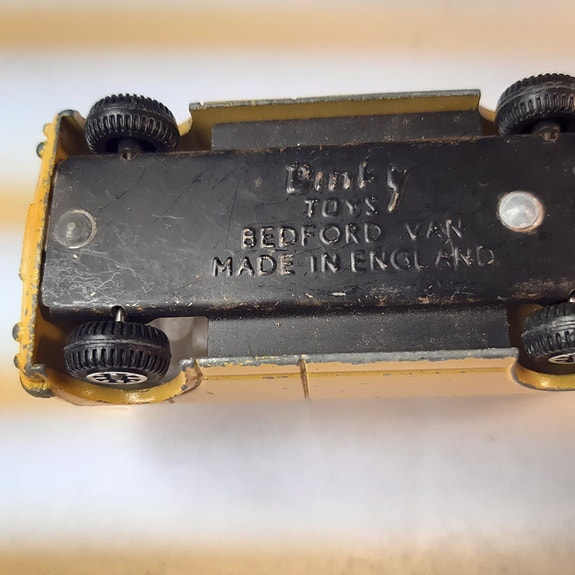 Dinky
TOYS
BEDFORD VAN
MADE IN ENGLAND